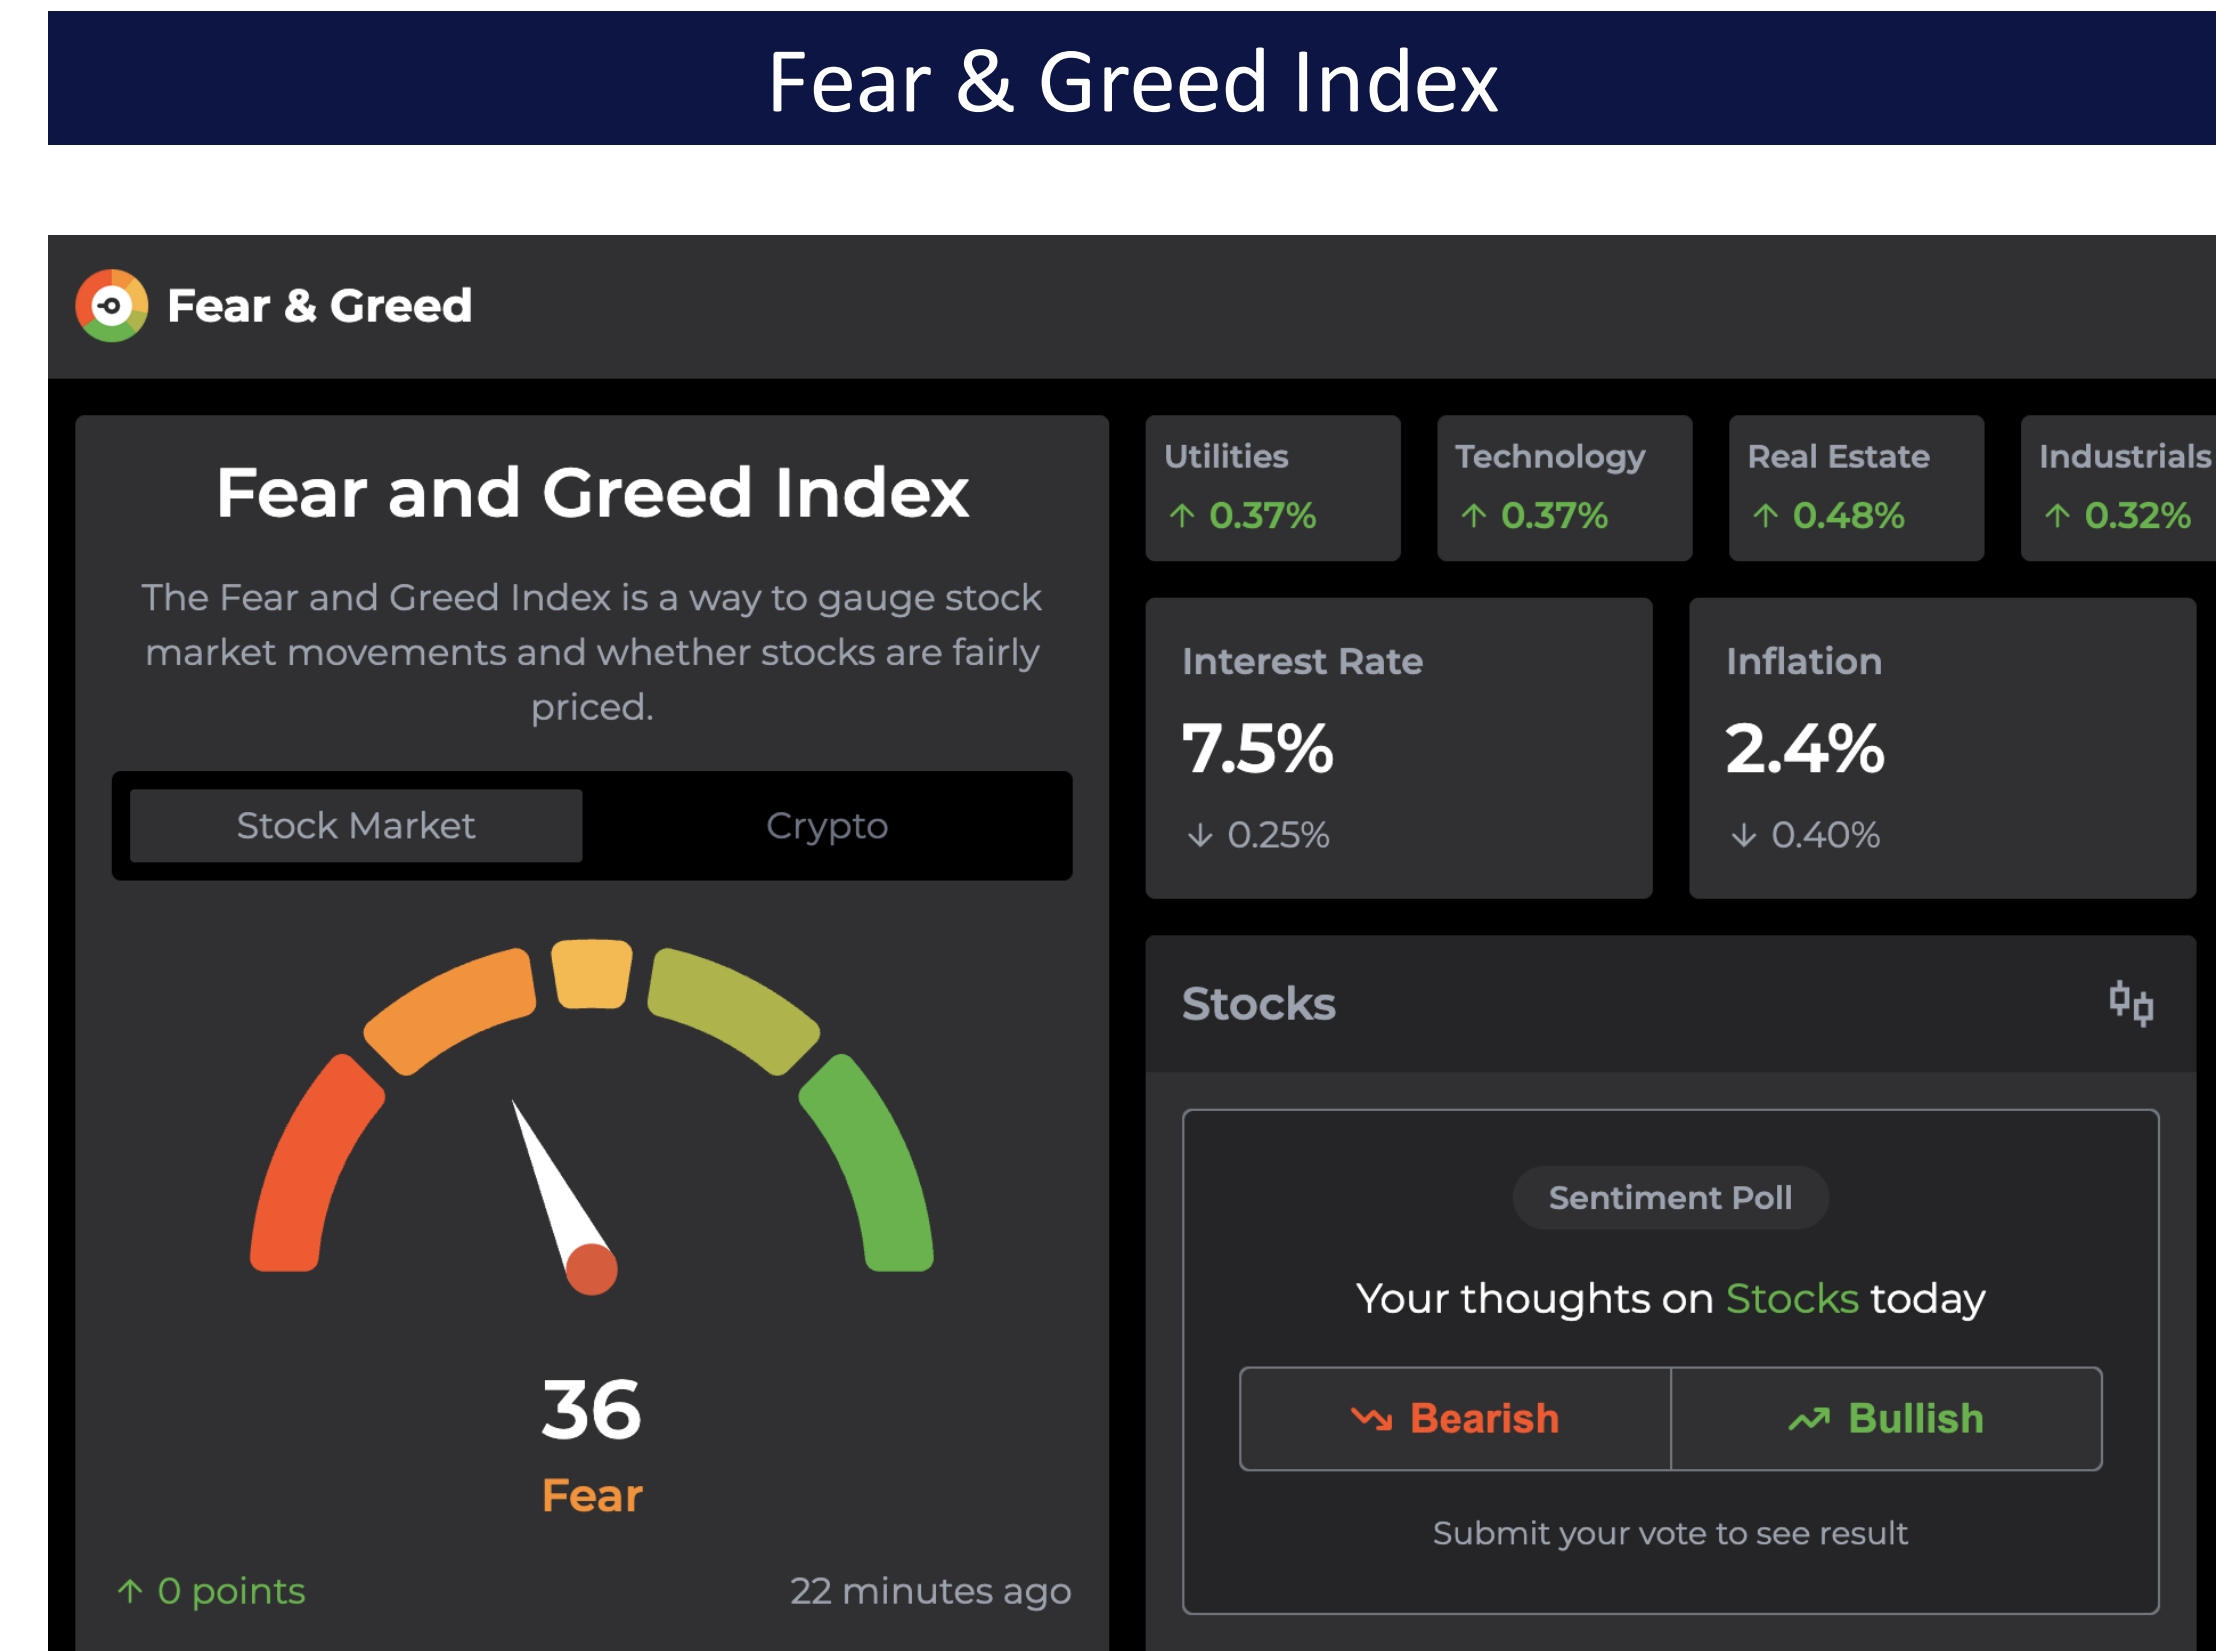 Fear & Greed Index
Fear & Greed
Fear and Greed Index
The Fear and Greed Index is a way to gauge stock
market movements and whether stocks are fairly
priced.
Stock Market
Crypto
36
Fear
↑ 0 points
22 minutes ago
Utilities
↑ 0.37%
Technology
↑ 0.37%
Real Estate
↑ 0.48%
Industrials
↑ 0.32%
Interest Rate
7.5%
↓ 0.25%
Inflation
2.4%
↓ 0.40%
Stocks
Sentiment Poll
Your thoughts on Stocks today
Bearish
Bullish
Submit your vote to see result